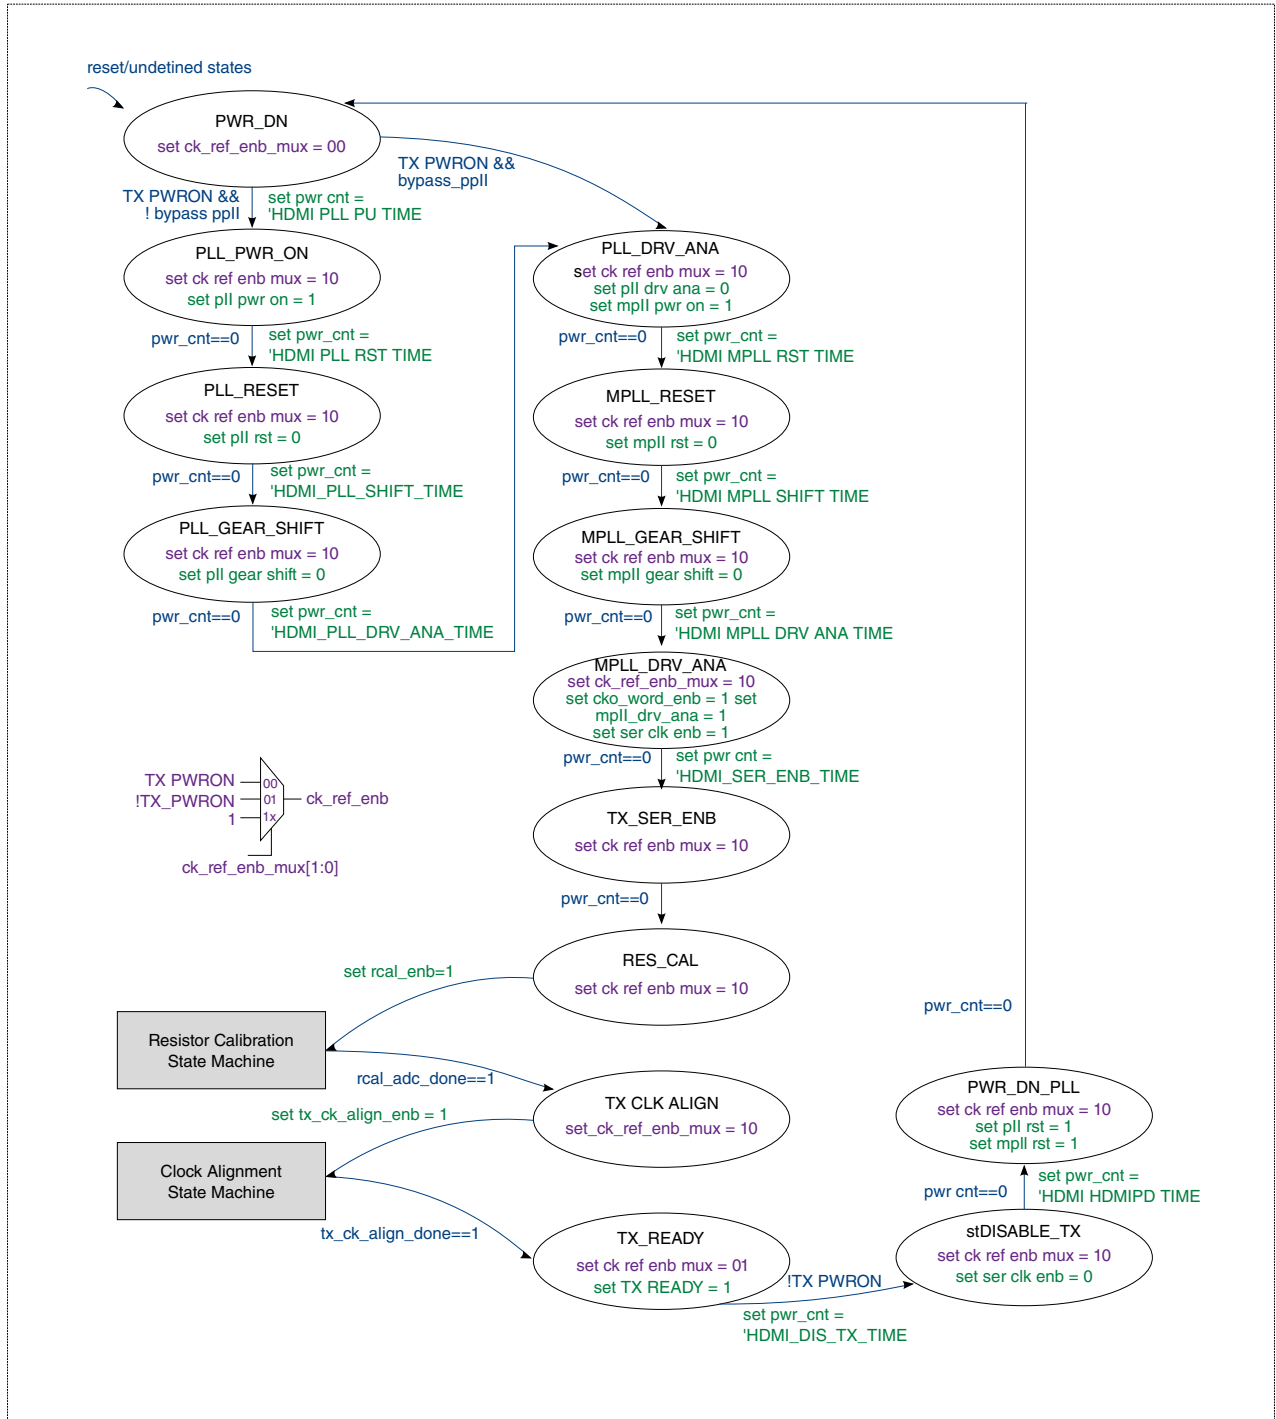 reset/undetined states
PWR_DN
set ck_ref_enb_mux = 00
TX PWRON &&
! bypass ppll
set pwr cnt =
'HDMI PLL PU TIME
TX PWRON &&
bypass_ppll
PLL_PWR_ON
set ck ref enb mux = 10
set pll pwr on = 1
pwr_cnt==0
set pwr_cnt =
'HDMI PLL RST TIME
PLL_RESET
set ck ref enb mux = 10
set pll rst = 0
pwr_cnt==0
set pwr_cnt =
'HDMI_PLL_SHIFT_TIME
PLL_GEAR_SHIFT
set ck ref enb mux = 10
set pll gear shift = 0
pwr_cnt==0
set pwr_cnt =
'HDMI_PLL_DRV_ANA_TIME
PLL_DRV_ANA
set ck ref enb mux = 10
set pll drv ana = 0
set mpll pwr on = 1
pwr_cnt==0
set pwr_cnt =
'HDMI MPLL RST TIME
MPLL_RESET
set ck ref enb mux = 10
set mpll rst = 0
pwr_cnt==0
set pwr_cnt =
'HDMI MPLL SHIFT TIME
MPLL_GEAR_SHIFT
set ck ref enb mux = 10
set mpll gear shift = 0
pwr_cnt==0
set pwr_cnt =
'HDMI MPLL DRV ANA TIME
MPLL_DRV_ANA
set ck_ref_enb_mux = 10
set cko_word_enb = 1 set
mpll_drv_ana = 1
set ser clk enb = 1
pwr_cnt==0
set pwr cnt =
'HDMI_SER_ENB_TIME
TX PWRON
!TX_PWRON
1
00
01
1x
ck_ref_enb
ck_ref_enb_mux[1:0]
TX_SER_ENB
set ck ref enb mux = 10
pwr_cnt==0
RES_CAL
set ck ref enb mux = 10
set rcal_enb=1
Resistor Calibration
State Machine
rcal_adc_done==1
TX CLK ALIGN
set_ck_ref_enb_mux = 10
set tx_ck_align_enb = 1
Clock Alignment
State Machine
tx_ck_align_done==1
TX_READY
set ck ref enb mux = 01
set TX READY = 1
!TX PWRON
set pwr_cnt =
'HDMI_DIS_TX_TIME
stDISABLE_TX
set ck ref enb mux = 10
set ser clk enb = 0
pwr cnt==0
set pwr_cnt =
'HDMI HDMIPD TIME
PWR_DN_PLL
set ck ref enb mux = 10
set pll rst = 1
set mpll rst = 1
pwr_cnt==0